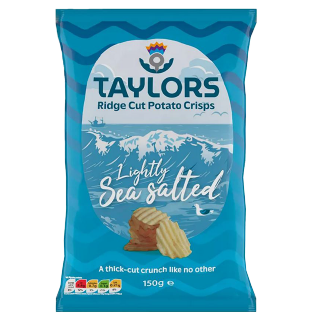 TAYLORS
Ridge Cut Potato Crisps
Lightly
Sea salted
A thick-cut crunch like no other
150g e